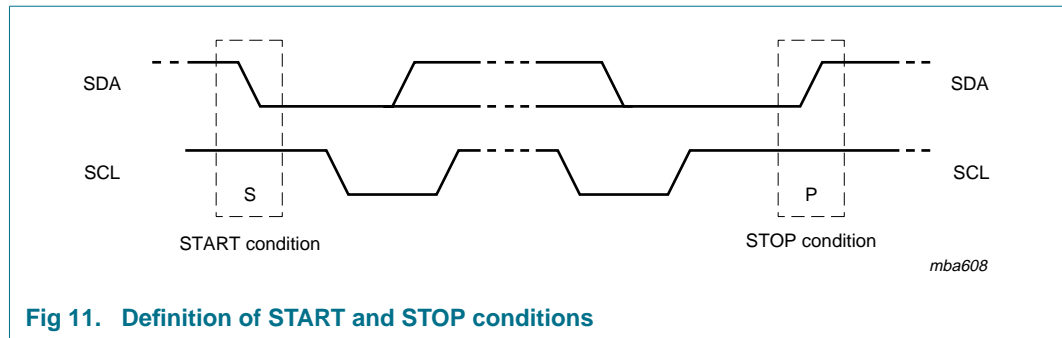 SDA
SDA
SCL
SCL
S
P
START condition
STOP condition
mba608
Fig 11. Definition of START and STOP conditions